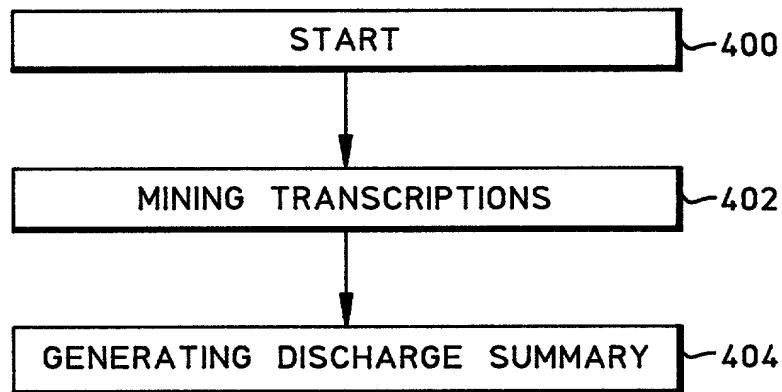 START 400
MINING TRANSCRIPTIONS 402
GENERATING DISCHARGE SUMMARY 404